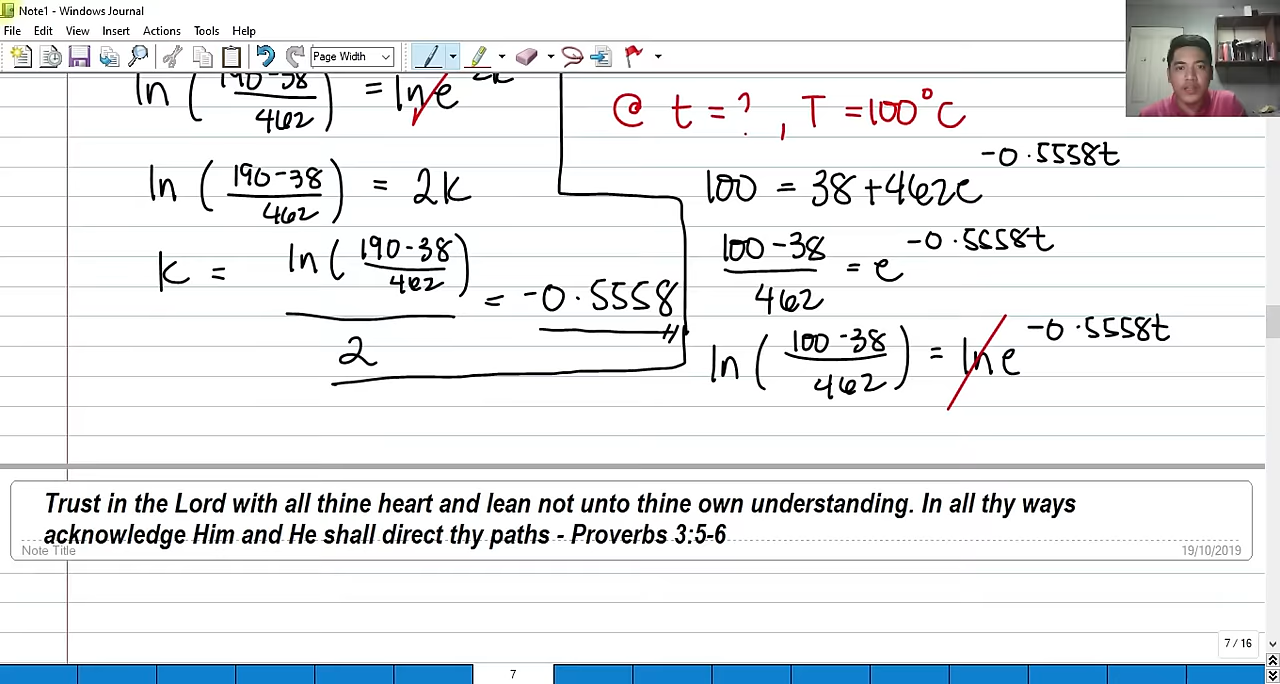 Note1 - Windows Journal
File Edit View Insert Actions Tools Help
Page Width
ln (190-38/462) = ln e^2k
ln (190-38/462) = 2k
k = ln (190-38/462) / 2 = -0.5558
@ t = ? , T = 100°C
100 = 38 + 462e^-0.5558t
100-38/462 = e^-0.5558t
ln (100-38/462) = ln e^-0.5558t
Trust in the Lord with all thine heart and lean not unto thine own understanding. In all thy ways
acknowledge Him and He shall direct thy paths - Proverbs 3:5-6
Note Title
19/10/2019
7 / 16
7